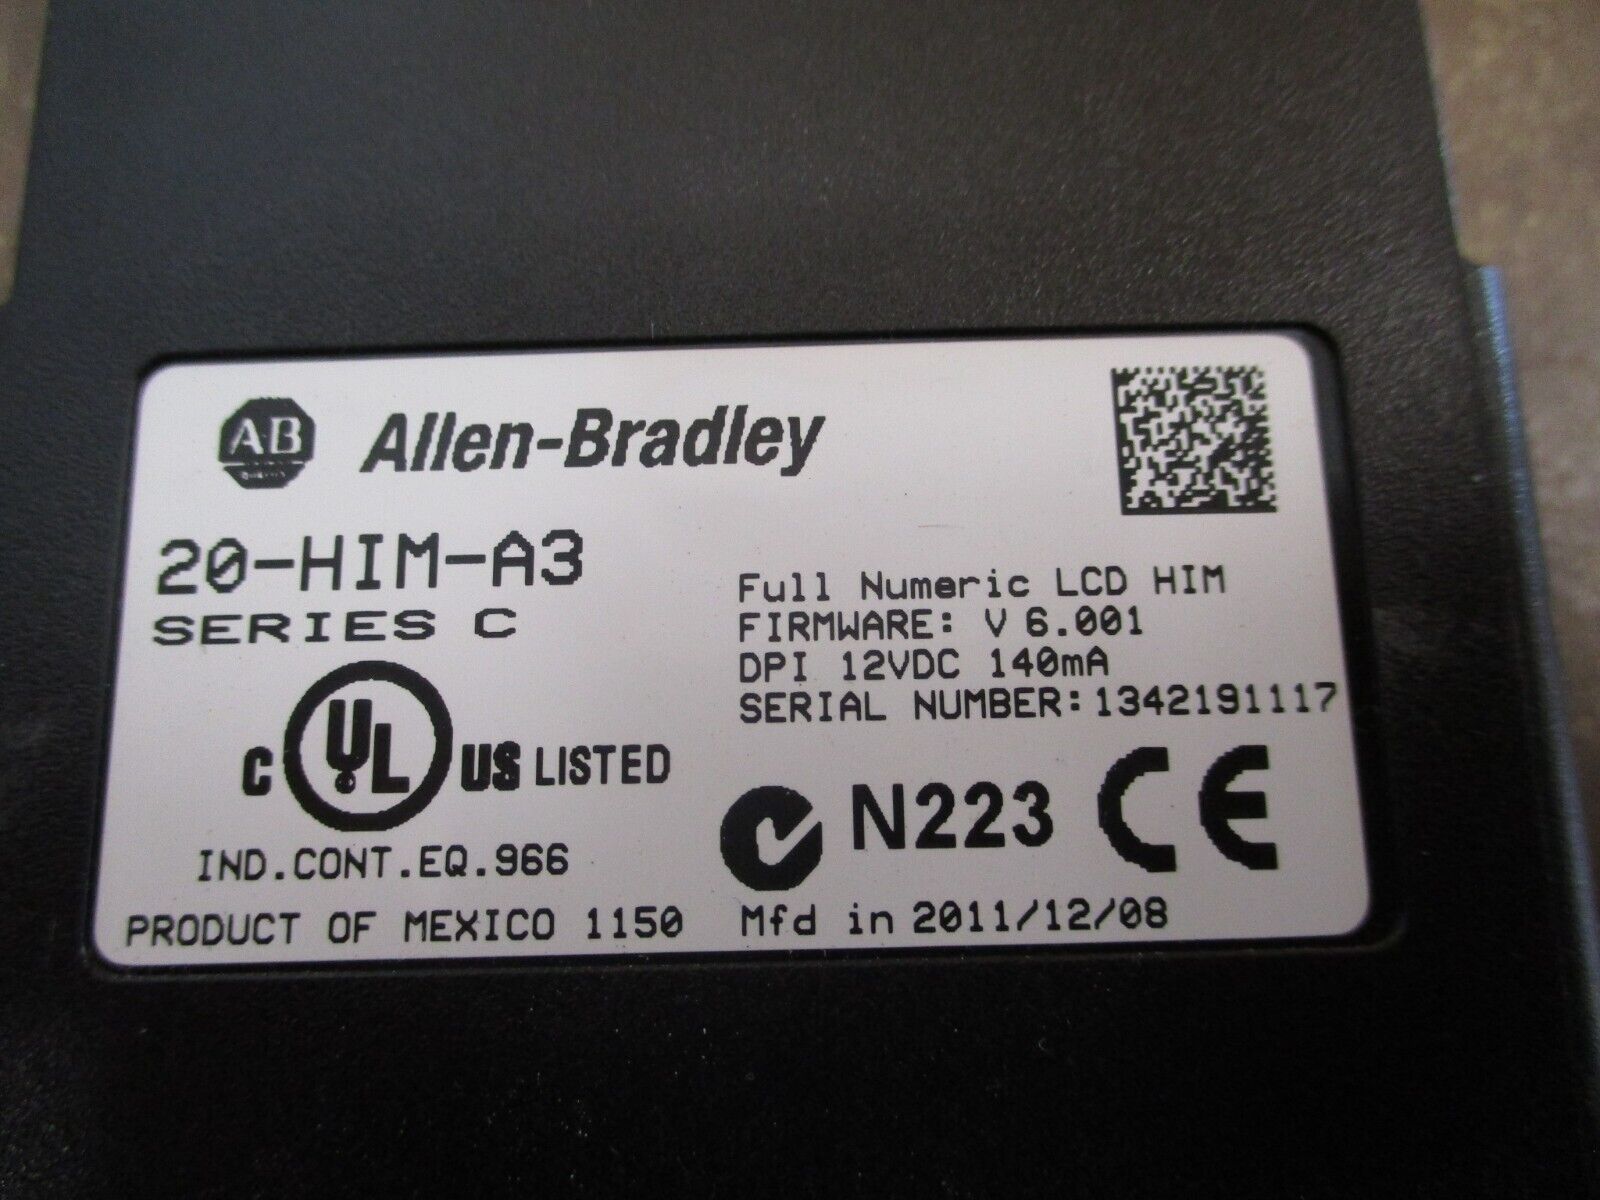 AB
Allen-Bradley
20-HIM-A3
SERIES C
Full Numeric LCD HIM
FIRMWARE: V 6.001
DPI 12VDC 140mA
SERIAL NUMBER:1342191117
C UL US LISTED
IND.CONT.EQ.966
N223 CE
PRODUCT OF MEXICO 1150
Mfd in 2011/12/08